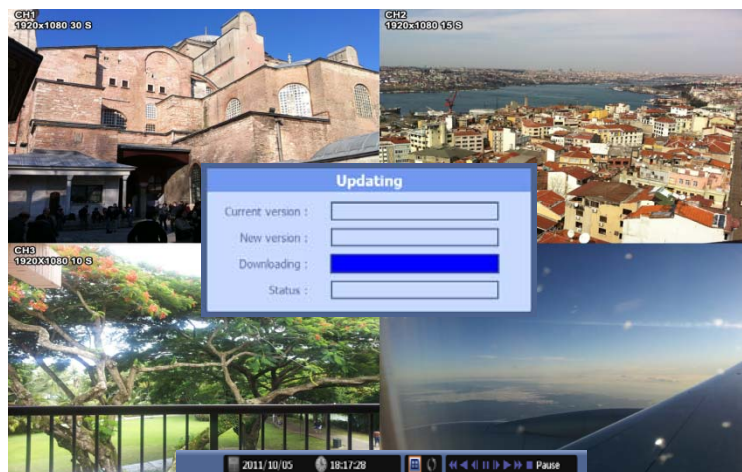 CH1
1920x1080 30 S
CH2
1920x1080 15 S
Updating
Current version :
New version :
Downloading :
Status :
CH3
1920X1080 10 S
2011/10/05
18:17:28
Pause